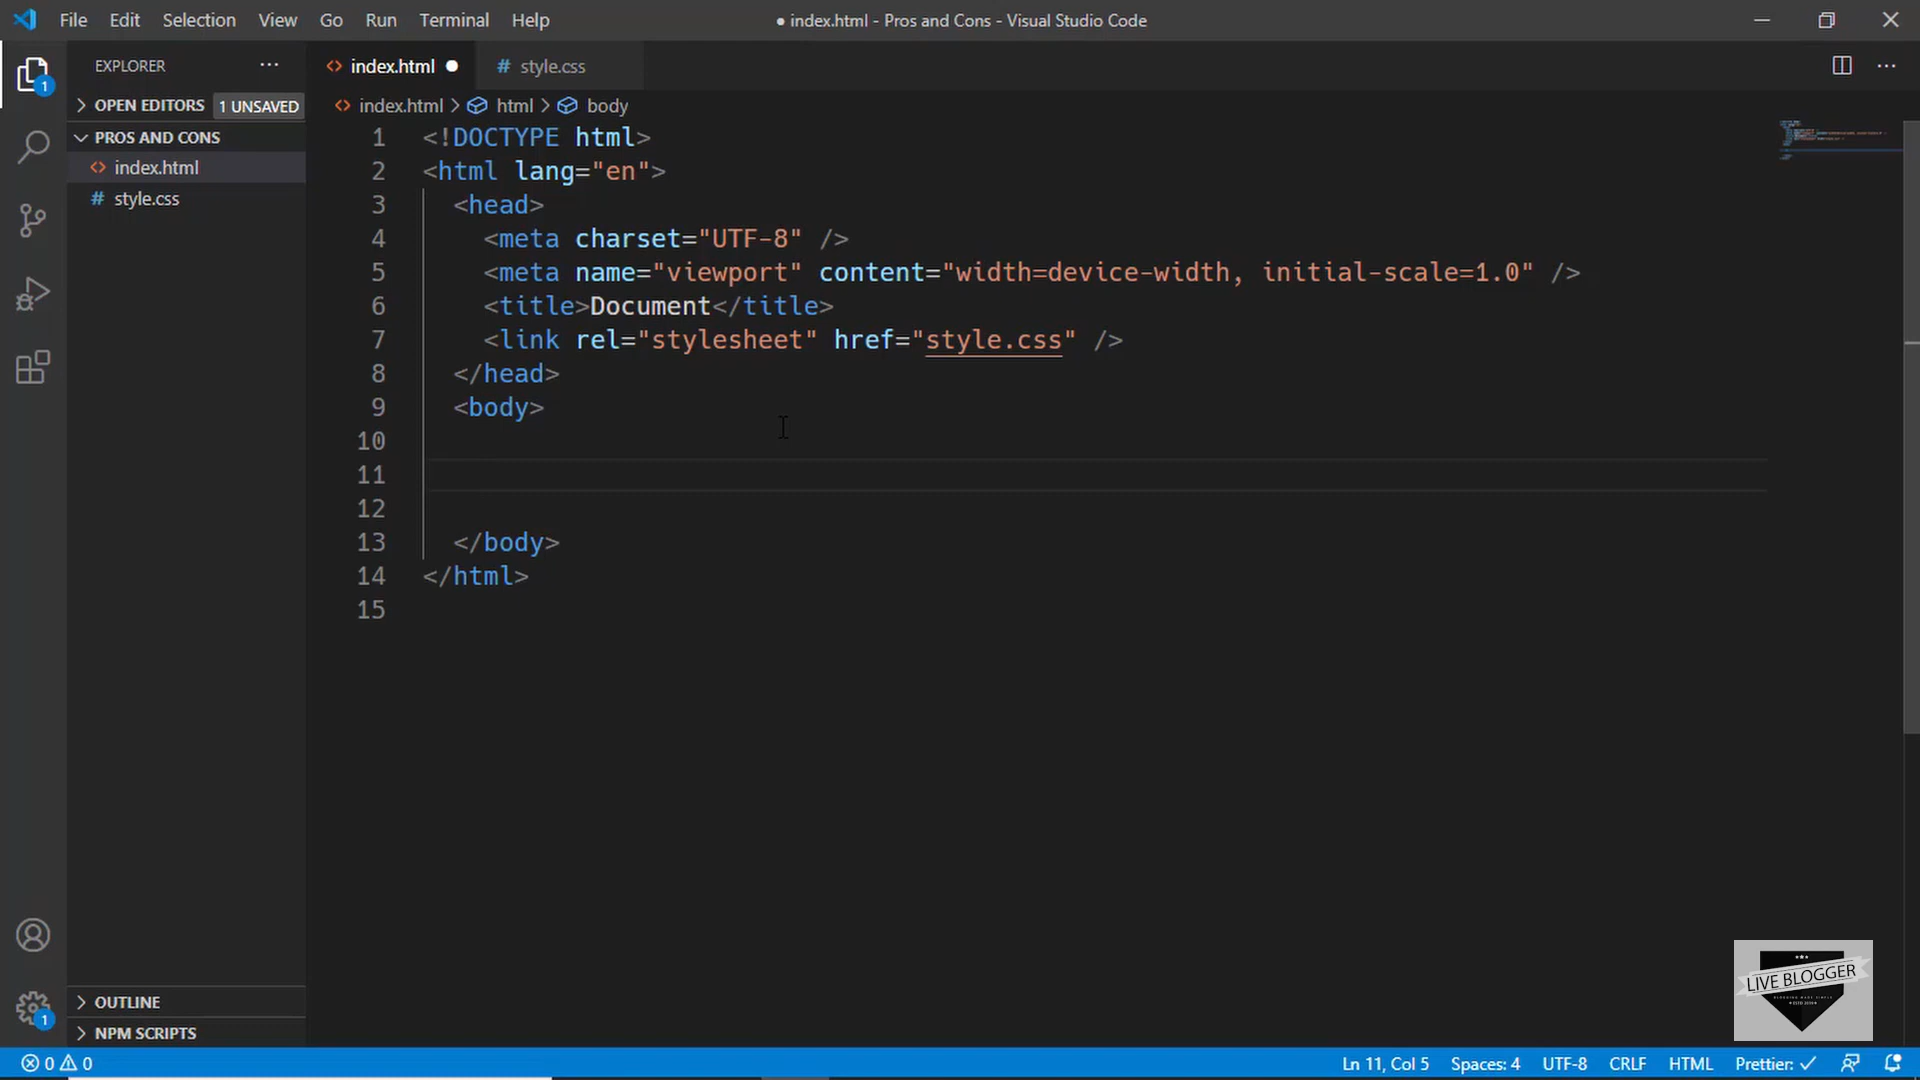 File Edit Selection View Go Run Terminal Help
● index.html - Pros and Cons - Visual Studio Code
EXPLORER ···
index.html ●
style.css
1
OPEN EDITORS 1 UNSAVED
index.html > html > body
PROS AND CONS
index.html
style.css
1 <!DOCTYPE html>
2 <html lang="en">
3 <head>
4 <meta charset="UTF-8" />
5 <meta name="viewport" content="width=device-width, initial-scale=1.0" />
6 <title>Document</title>
7 <link rel="stylesheet" href="style.css" />
8 </head>
9 <body>
10
11
12
13 </body>
14 </html>
15
OUTLINE
1
NPM SCRIPTS
LIVE BLOGGER
0 0
Ln 11, Col 5 Spaces: 4 UTF-8 CRLF HTML Prettier: ✓